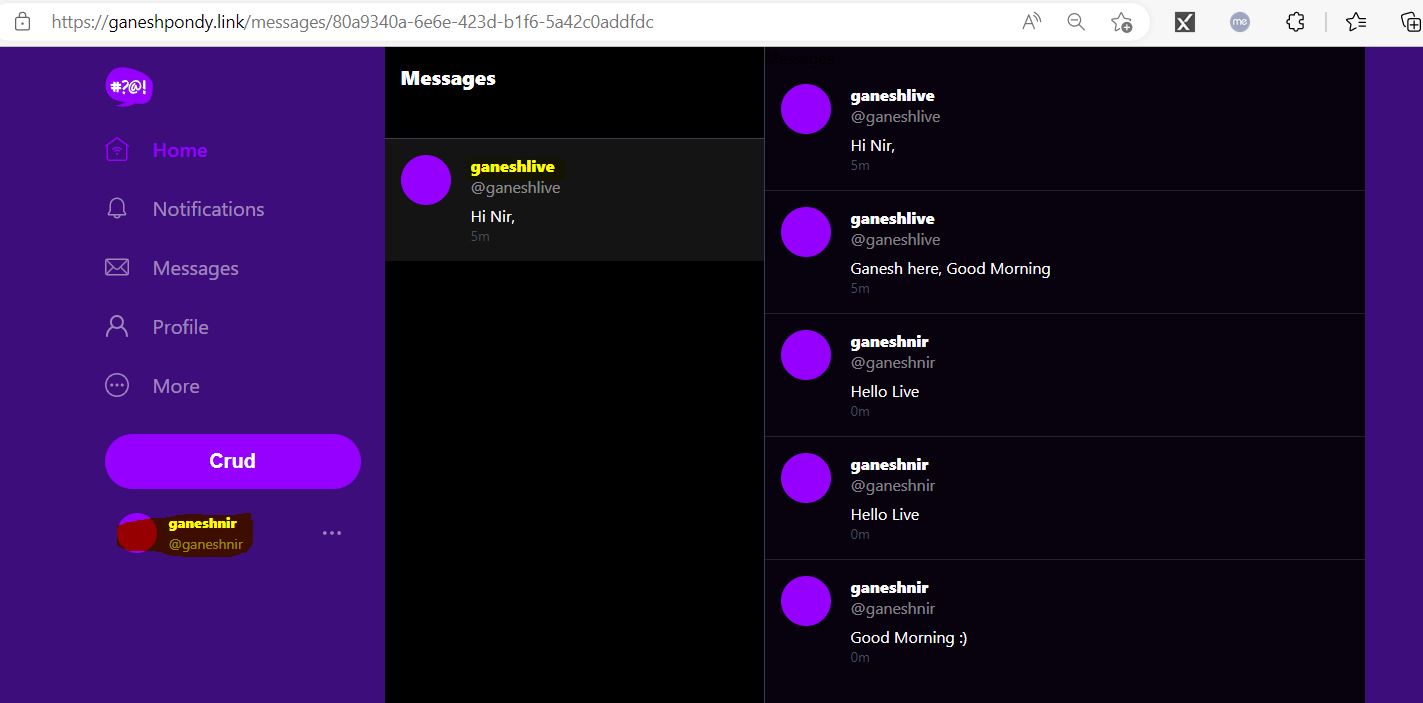 https://ganeshpondy.link/messages/80a9340a-6e6e-423d-b1f6-5a42c0addfdc
me
#?@!
Home
Notifications
Messages
Profile
More
Crud
ganeshnir
@ganeshnir
Messages
ganeshlive
@ganeshlive
Hi Nir,
5m
Messages
ganeshlive
@ganeshlive
Hi Nir,
5m
ganeshlive
@ganeshlive
Ganesh here, Good Morning
5m
ganeshnir
@ganeshnir
Hello Live
0m
ganeshnir
@ganeshnir
Hello Live
0m
ganeshnir
@ganeshnir
Good Morning :)
0m